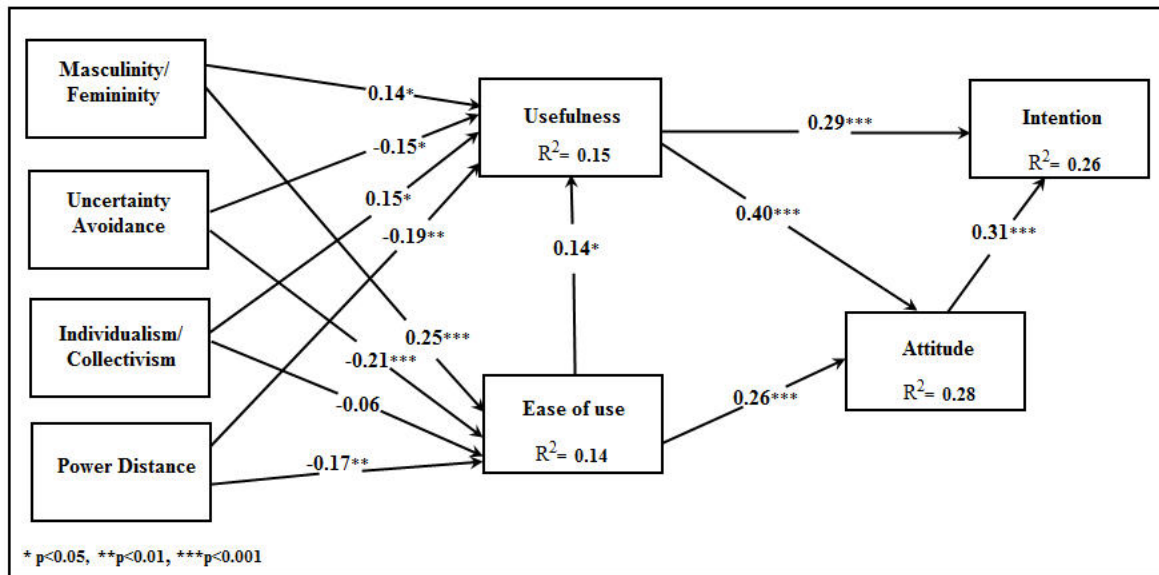 Masculinity/
Femininity
0.14*
Usefulness
R²= 0.15
0.29***
Intention
R²= 0.26
-0.15*
Uncertainty
Avoidance
0.15*
-0.19**
0.40***
0.14*
0.31***
Individualism/
Collectivism
0.25***
-0.21***
-0.06
Attitude
R²= 0.28
Ease of use
R²= 0.14
0.26***
Power Distance
-0.17**
* p<0.05, **p<0.01, ***p<0.001